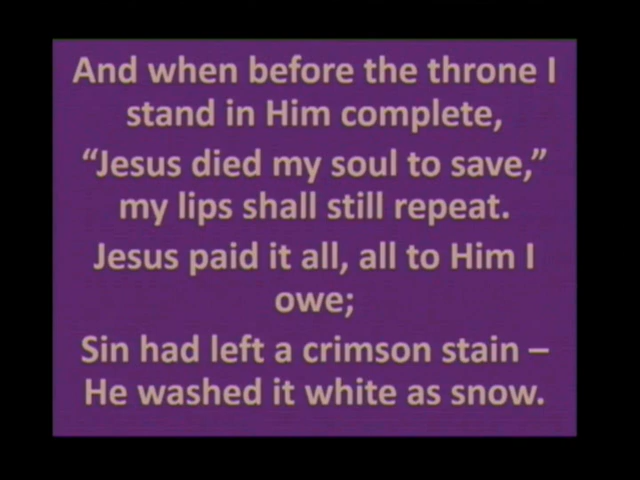 And when before the throne I
stand in Him complete,
“Jesus died my soul to save,”
my lips shall still repeat.
Jesus paid it all, all to Him I
owe;
Sin had left a crimson stain –
He washed it white as snow.